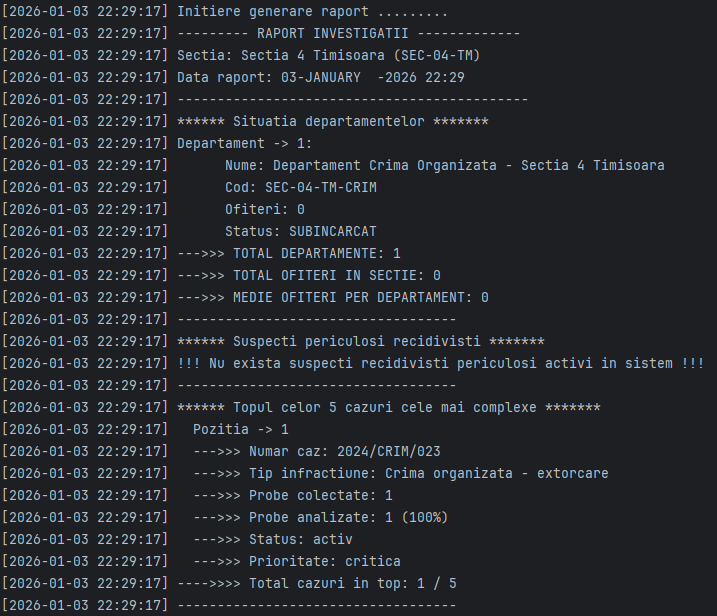 [2026-01-03 22:29:17] Initiere generare raport .........
[2026-01-03 22:29:17] --------- RAPORT INVESTIGATII -------------
[2026-01-03 22:29:17] Sectia: Sectia 4 Timisoara (SEC-04-TM)
[2026-01-03 22:29:17] Data raport: 03-JANUARY  -2026 22:29
[2026-01-03 22:29:17] --------------------------------------------
[2026-01-03 22:29:17] ****** Situatia departamentelor *******
[2026-01-03 22:29:17] Departament -> 1:
[2026-01-03 22:29:17]       Nume: Departament Crima Organizata - Sectia 4 Timisoara
[2026-01-03 22:29:17]       Cod: SEC-04-TM-CRIM
[2026-01-03 22:29:17]       Ofiteri: 0
[2026-01-03 22:29:17]       Status: SUBINCARCAT
[2026-01-03 22:29:17] --->>> TOTAL DEPARTAMENTE: 1
[2026-01-03 22:29:17] --->>> TOTAL OFITERI IN SECTIE: 0
[2026-01-03 22:29:17] --->>> MEDIE OFITERI PER DEPARTAMENT: 0
[2026-01-03 22:29:17] -----------------------------------
[2026-01-03 22:29:17] ****** Suspecti periculosi recidivisti *******
[2026-01-03 22:29:17] !!! Nu exista suspecti recidivisti periculosi activi in sistem !!!
[2026-01-03 22:29:17] -----------------------------------
[2026-01-03 22:29:17] ****** Topul celor 5 cazuri cele mai complexe *******
[2026-01-03 22:29:17]   Pozitia -> 1
[2026-01-03 22:29:17]   --->>> Numar caz: 2024/CRIM/023
[2026-01-03 22:29:17]   --->>> Tip infractiune: Crima organizata - extorcare
[2026-01-03 22:29:17]   --->>> Probe colectate: 1
[2026-01-03 22:29:17]   --->>> Probe analizate: 1 (100%)
[2026-01-03 22:29:17]   --->>> Status: activ
[2026-01-03 22:29:17]   --->>> Prioritate: critica
[2026-01-03 22:29:17] ---->>>> Total cazuri in top: 1 / 5
[2026-01-03 22:29:17] -----------------------------------